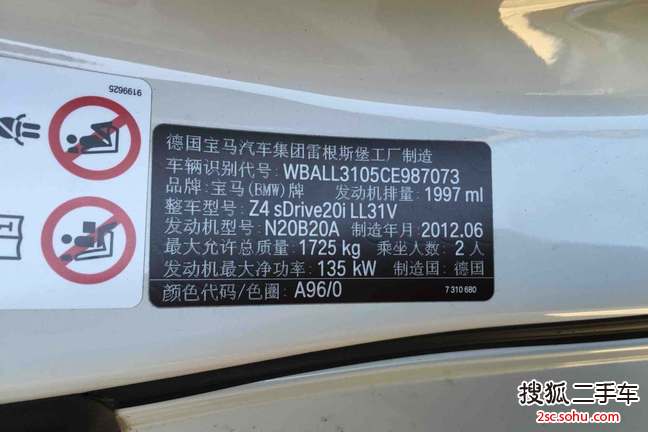 9199625
德国宝马汽车集团雷根斯堡工厂制造
车辆识别代号: WBALL3105CE987073
品牌: 宝马(BMW)牌 发动机排量: 1997 ml
整车型号: Z4 sDrive20i LL31V
发动机型号: N20B20A 制造年月: 2012.06
最大允许总质量: 1725 kg 乘坐人数: 2 人
发动机最大净功率: 135 kW 制造国: 德国
颜色代码/色圈: A96/0 7 310 680
搜狐二手车
2sc.sohu.com